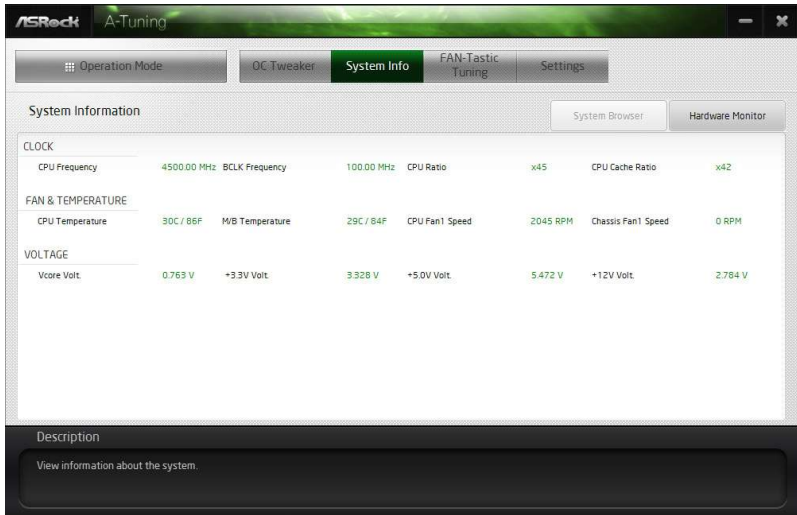 ASRock A-Tuning
Operation Mode OC Tweaker System Info FAN-Tastic Tuning Settings
System Information System Browser Hardware Monitor
CLOCK
CPU Frequency 4500.00 MHz BCLK Frequency 100.00 MHz CPU Ratio x45 CPU Cache Ratio x42
FAN & TEMPERATURE
CPU Temperature 30C / 86F M/B Temperature 29C / 84F CPU Fan1 Speed 2045 RPM Chassis Fan1 Speed 0 RPM
VOLTAGE
Vcore Volt. 0.763 V +3.3V Volt. 3.328 V +5.0V Volt. 5.472 V +12V Volt. 2.784 V
Description
View information about the system.